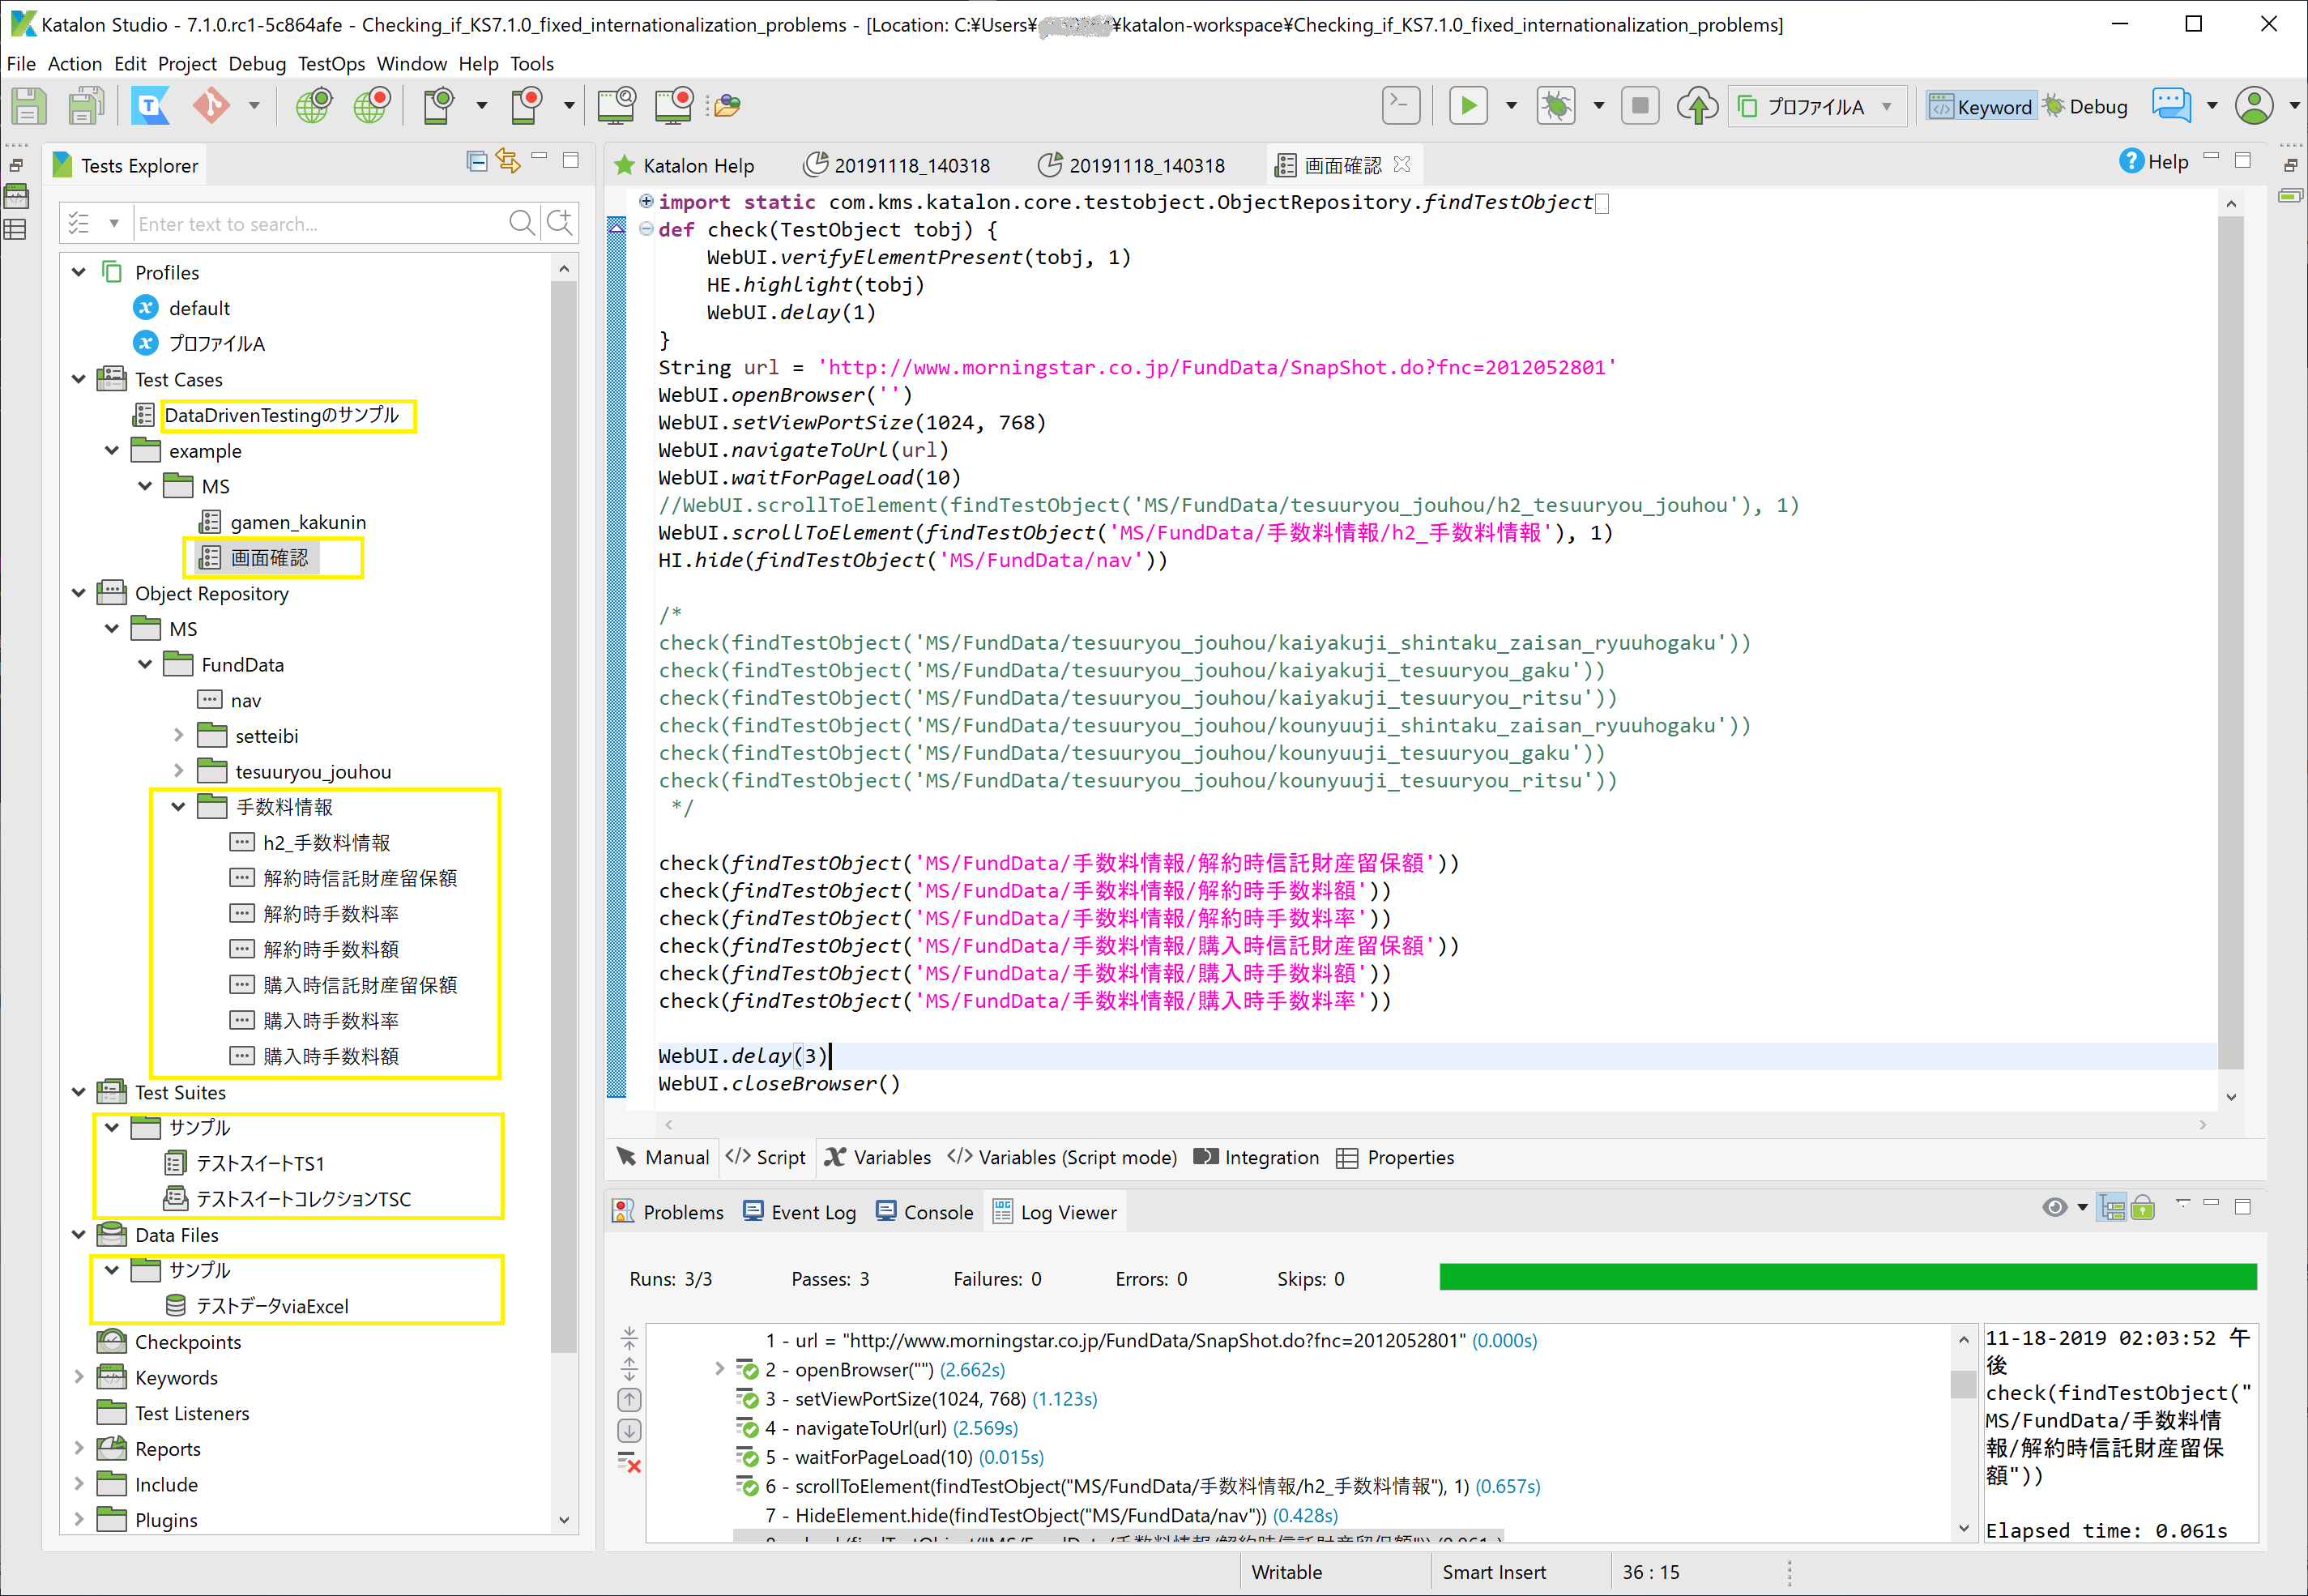 Katalon Studio - 7.1.0.rc1-5c864afe - Checking_if_KS7.1.0_fixed_internationalization_problems - [Location: C:¥Users¥ ¥katalon-workspace¥Checking_if_KS7.1.0_fixed_internationalization_problems]
File Action Edit Project Debug TestOps Window Help Tools
プロファイルA
Keyword Debug
Tests Explorer
Enter text to search...
Profiles
default
プロファイルA
Test Cases
DataDrivenTestingのサンプル
example
MS
gamen_kakunin
画面確認
Object Repository
MS
FundData
nav
setteibi
tesuuryou_jouhou
手数料情報
h2_手数料情報
解約時信託財産留保額
解約時手数料率
解約時手数料額
購入時信託財産留保額
購入時手数料率
購入時手数料額
Test Suites
サンプル
テストスイートTS1
テストスイートコレクションTSC
Data Files
サンプル
テストデータviaExcel
Checkpoints
Keywords
Test Listeners
Reports
Include
Plugins
Katalon Help 20191118_140318 20191118_140318 画面確認 Help
import static com.kms.katalon.core.testobject.ObjectRepository.findTestObject
def check(TestObject tobj) {
WebUI.verifyElementPresent(tobj, 1)
HE.highlight(tobj)
WebUI.delay(1)
}
String url = 'http://www.morningstar.co.jp/FundData/SnapShot.do?fnc=2012052801'
WebUI.openBrowser('')
WebUI.setViewPortSize(1024, 768)
WebUI.navigateToUrl(url)
WebUI.waitForPageLoad(10)
//WebUI.scrollToElement(findTestObject('MS/FundData/tesuuryou_jouhou/h2_tesuuryou_jouhou'), 1)
WebUI.scrollToElement(findTestObject('MS/FundData/手数料情報/h2_手数料情報'), 1)
HI.hide(findTestObject('MS/FundData/nav'))
/*
check(findTestObject('MS/FundData/tesuuryou_jouhou/kaiyakuji_shintaku_zaisan_ryuuhogaku'))
check(findTestObject('MS/FundData/tesuuryou_jouhou/kaiyakuji_tesuuryou_gaku'))
check(findTestObject('MS/FundData/tesuuryou_jouhou/kaiyakuji_tesuuryou_ritsu'))
check(findTestObject('MS/FundData/tesuuryou_jouhou/kounyuuji_shintaku_zaisan_ryuuhogaku'))
check(findTestObject('MS/FundData/tesuuryou_jouhou/kounyuuji_tesuuryou_gaku'))
check(findTestObject('MS/FundData/tesuuryou_jouhou/kounyuuji_tesuuryou_ritsu'))
*/
check(findTestObject('MS/FundData/手数料情報/解約時信託財産留保額'))
check(findTestObject('MS/FundData/手数料情報/解約時手数料額'))
check(findTestObject('MS/FundData/手数料情報/解約時手数料率'))
check(findTestObject('MS/FundData/手数料情報/購入時信託財産留保額'))
check(findTestObject('MS/FundData/手数料情報/購入時手数料額'))
check(findTestObject('MS/FundData/手数料情報/購入時手数料率'))
WebUI.delay(3)
WebUI.closeBrowser()
Manual </> Script Variables </> Variables (Script mode) Integration Properties
Problems Event Log Console Log Viewer
Runs: 3/3 Passes: 3 Failures: 0 Errors: 0 Skips: 0
1 - url = "http://www.morningstar.co.jp/FundData/SnapShot.do?fnc=2012052801" (0.000s)
2 - openBrowser("") (2.662s)
3 - setViewPortSize(1024, 768) (1.123s)
4 - navigateToUrl(url) (2.569s)
5 - waitForPageLoad(10) (0.015s)
6 - scrollToElement(findTestObject("MS/FundData/手数料情報/h2_手数料情報"), 1) (0.657s)
7 - HideElement.hide(findTestObject("MS/FundData/nav")) (0.428s)
11-18-2019 02:03:52 午
後
check(findTestObject("
MS/FundData/手数料情
報/解約時信託財産留保
額"))
Elapsed time: 0.061s
Writable Smart Insert 36 : 15